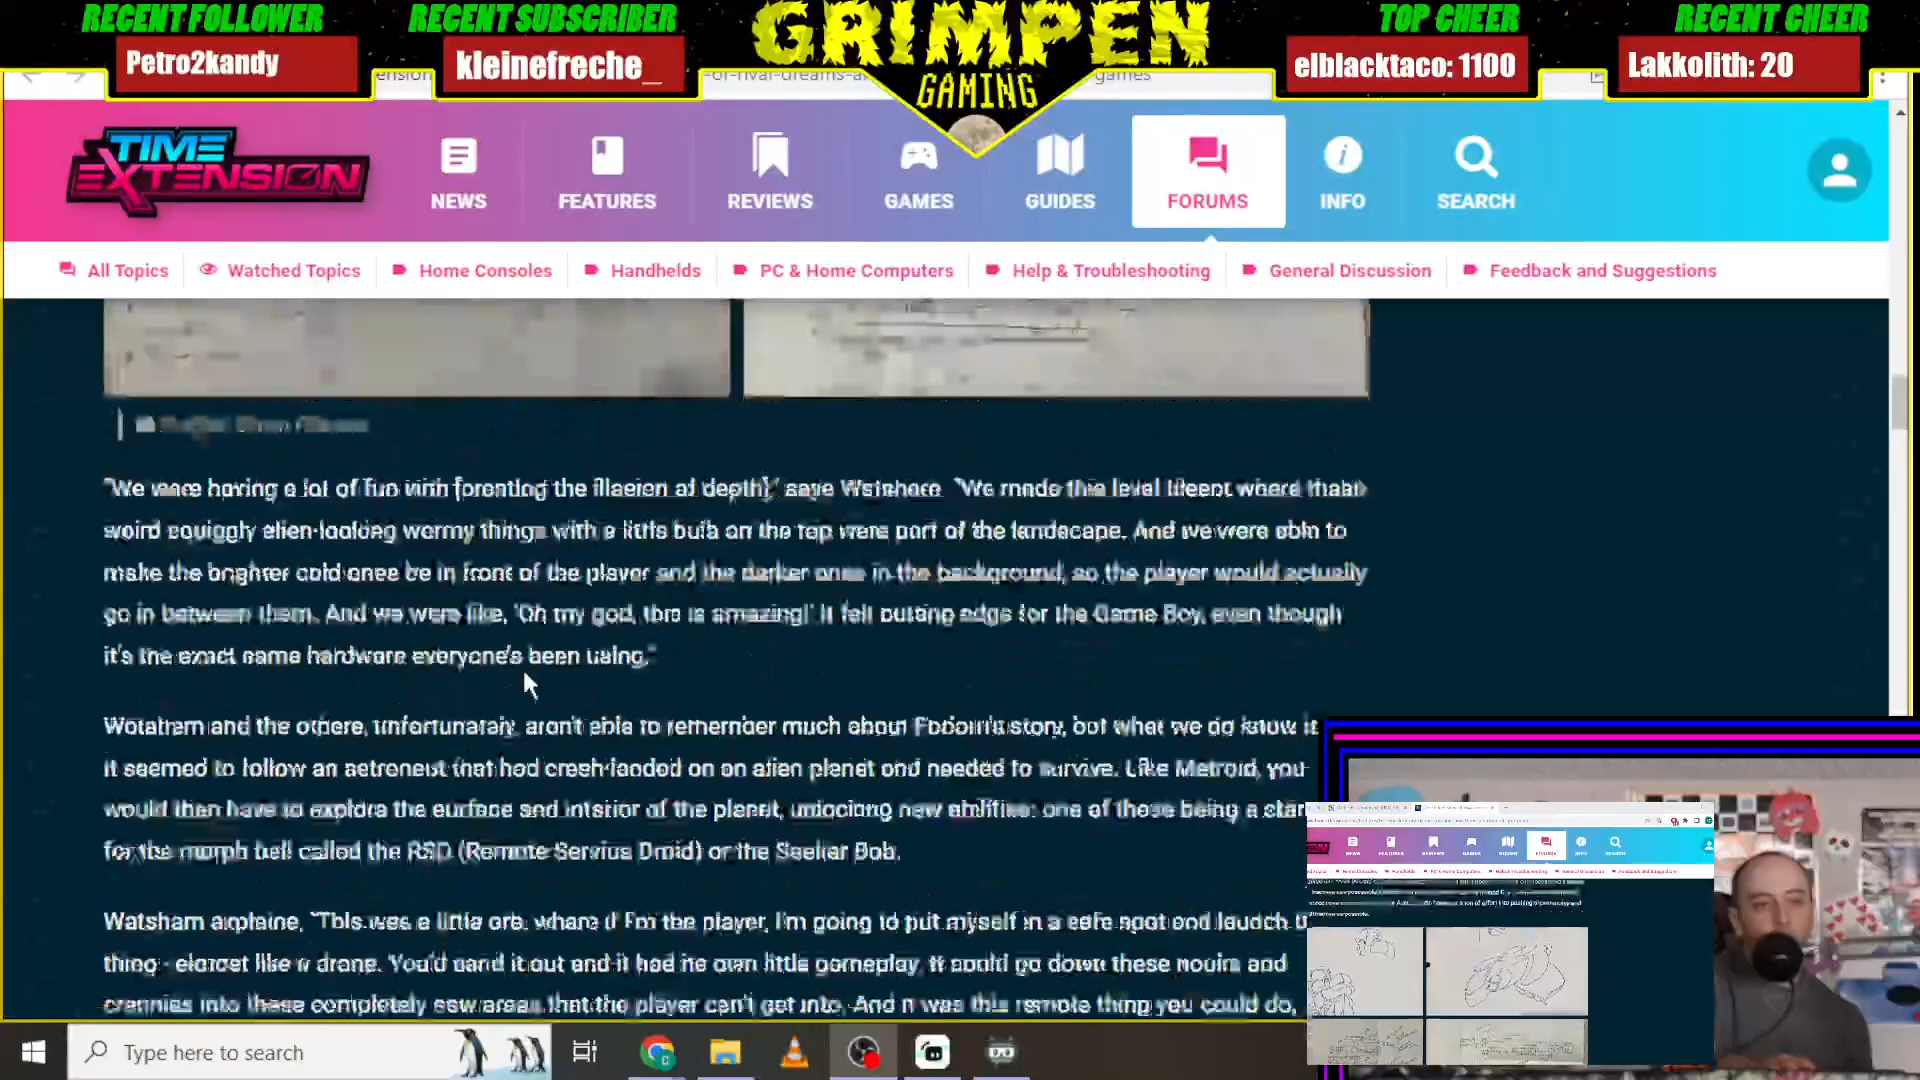 RECENT FOLLOWER
Petro2kandy
RECENT SUBSCRIBER
kleinefreche_
GRIMPEN
GAMING
TOP CHEER
elblacktaco: 1100
RECENT CHEER
Lakkolith: 20
-of-rival-dreams-a games
TIME
EXTENSION
NEWS
FEATURES
REVIEWS
GAMES
GUIDES
FORUMS
INFO
SEARCH
All Topics
Watched Topics
Home Consoles
Handhelds
PC & Home Computers
Help & Troubleshooting
General Discussion
Feedback and Suggestions
"We were having a lot of fun with the illusion of depth," "We made this level where
weird squiggly alien-looking wormy things with a little bulb on the top were part of the landscape. And we were able to
make the brighter ones be in front of the player and the darker ones in the background, so the player would actually
go in between them. And we were like, 'Oh my god, this is amazing!' It felt cutting edge for the Game Boy, even though
it's the exact same hardware everyone's been using."
Watsham and the others, unfortunately, aren't able to remember much about story, but what we do know is
it seemed to follow an astronaut that had crash-landed on an alien planet and needed to survive. Like Metroid, you
would then have to explore the surface and interior of the planet, unlocking new abilities: one of these being a
for the morph ball called the RSD (Remote Service Droid) or the Seeker Bob.
Watsham explains, "This was a little orb, where if I'm the player, I'm going to put myself in a safe spot and launch
thing - almost like a drone. You'd send it out and it had its own little gameplay. It could go down these nooks and
crannies into these completely new areas that the player can't get into. And it was this remote thing you could do,
Type here to search